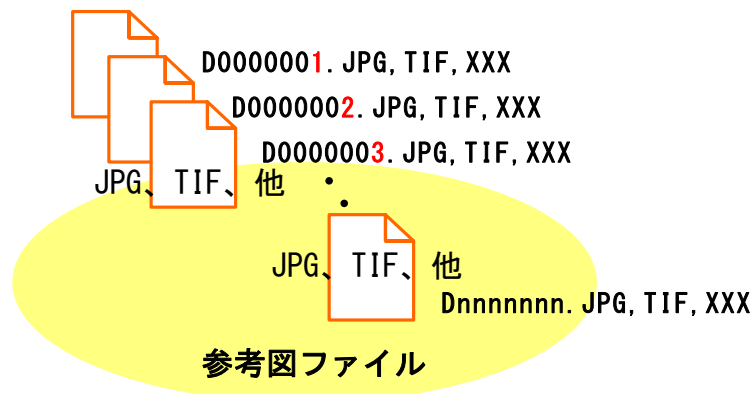 D0000001.JPG,TIF,XXX
D0000002.JPG,TIF,XXX
D0000003.JPG,TIF,XXX
JPG、TIF、他
JPG、TIF、他
Dnnnnnnn.JPG,TIF,XXX
参考図ファイル